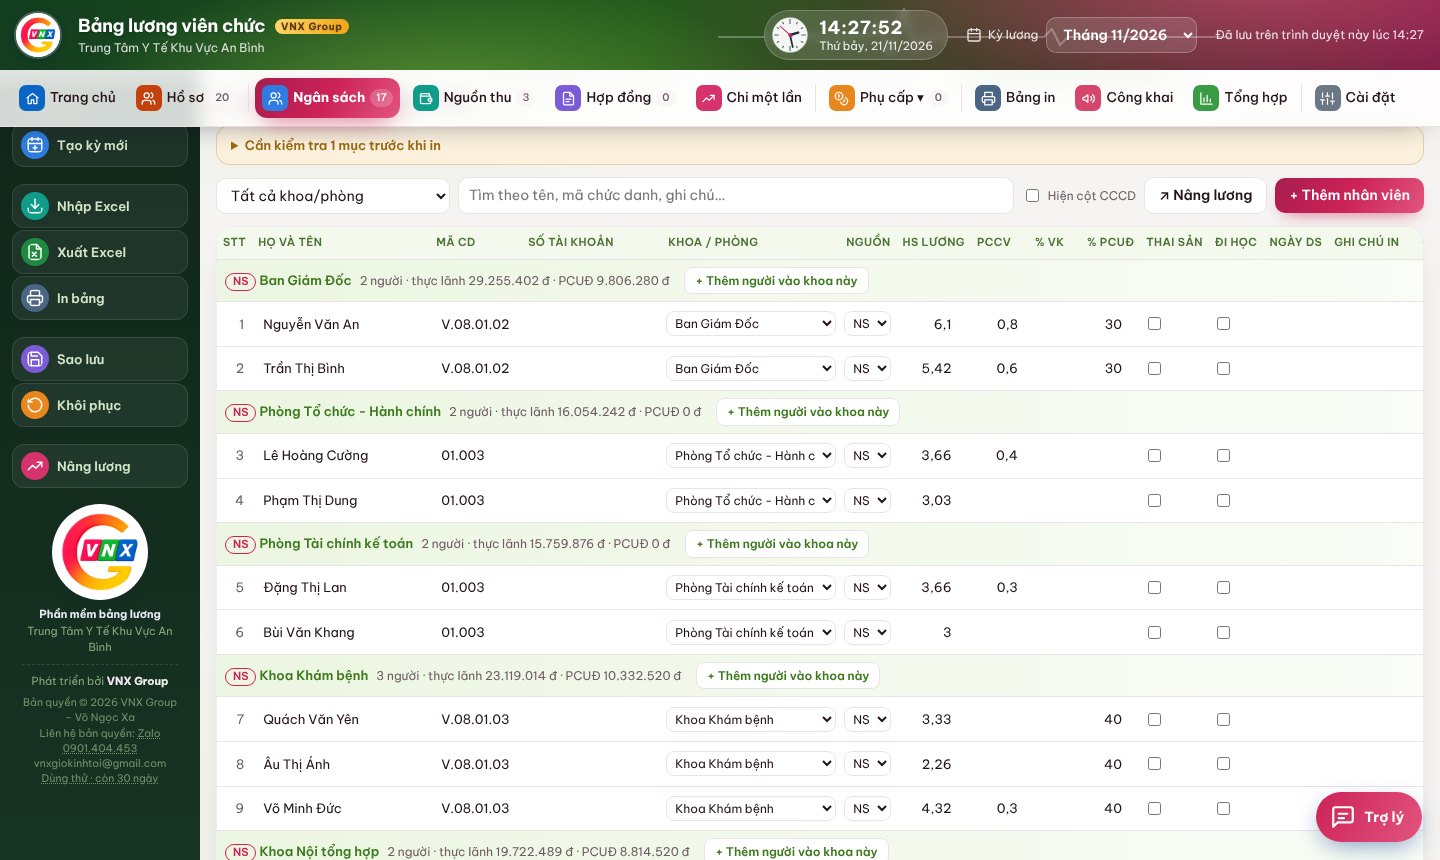 Bảng lương viên chức VNX Group
Trung Tâm Y Tế Khu Vực An Bình
14:27:52
Thứ bảy, 21/11/2026
Kỳ lương Tháng 11/2026
Đã lưu trên trình duyệt này lúc 14:27
Trang chủ Hồ sơ 20 Ngân sách 17 Nguồn thu 3 Hợp đồng 0 Chi một lần Phụ cấp ▾ 0 Bảng in Công khai Tổng hợp Cài đặt
Tạo kỳ mới
Nhập Excel
Xuất Excel
In bảng
Sao lưu
Khôi phục
Nâng lương
VNX
Phần mềm bảng lương
Trung Tâm Y Tế Khu Vực An
Bình
Phát triển bởi VNX Group
Bản quyền © 2026 VNX Group
– Võ Ngọc Xa
Liên hệ bản quyền: Zalo
0901.404.453
vnxgiokinhtoi@gmail.com
Dùng thử · còn 30 ngày
▶ Cần kiểm tra 1 mục trước khi in
Tất cả khoa/phòng Tìm theo tên, mã chức danh, ghi chú... Hiện cột CCCD ↗ Nâng lương + Thêm nhân viên
STT HỌ VÀ TÊN MÃ CD SỐ TÀI KHOẢN KHOA / PHÒNG NGUỒN HS LƯƠNG PCCV % VK % PCUĐ THAI SẢN ĐI HỌC NGÀY DS GHI CHÚ IN
NS Ban Giám Đốc 2 người · thực lãnh 29.255.402 đ · PCUĐ 9.806.280 đ + Thêm người vào khoa này
1 Nguyễn Văn An V.08.01.02 Ban Giám Đốc NS 6,1 0,8 30
2 Trần Thị Bình V.08.01.02 Ban Giám Đốc NS 5,42 0,6 30
NS Phòng Tổ chức - Hành chính 2 người · thực lãnh 16.054.242 đ · PCUĐ 0 đ + Thêm người vào khoa này
3 Lê Hoàng Cường 01.003 Phòng Tổ chức - Hành c NS 3,66 0,4
4 Phạm Thị Dung 01.003 Phòng Tổ chức - Hành c NS 3,03
NS Phòng Tài chính kế toán 2 người · thực lãnh 15.759.876 đ · PCUĐ 0 đ + Thêm người vào khoa này
5 Đặng Thị Lan 01.003 Phòng Tài chính kế toán NS 3,66 0,3
6 Bùi Văn Khang 01.003 Phòng Tài chính kế toán NS 3
NS Khoa Khám bệnh 3 người · thực lãnh 23.119.014 đ · PCUĐ 10.332.520 đ + Thêm người vào khoa này
7 Quách Văn Yên V.08.01.03 Khoa Khám bệnh NS 3,33 40
8 Âu Thị Ánh V.08.01.03 Khoa Khám bệnh NS 2,26 40
9 Võ Minh Đức V.08.01.03 Khoa Khám bệnh NS 4,32 0,3 40
NS Khoa Nội tổng hợp 2 người · thực lãnh 19.722.489 đ · PCUĐ 8.814.520 đ + Thêm người vào khoa này
Trợ lý